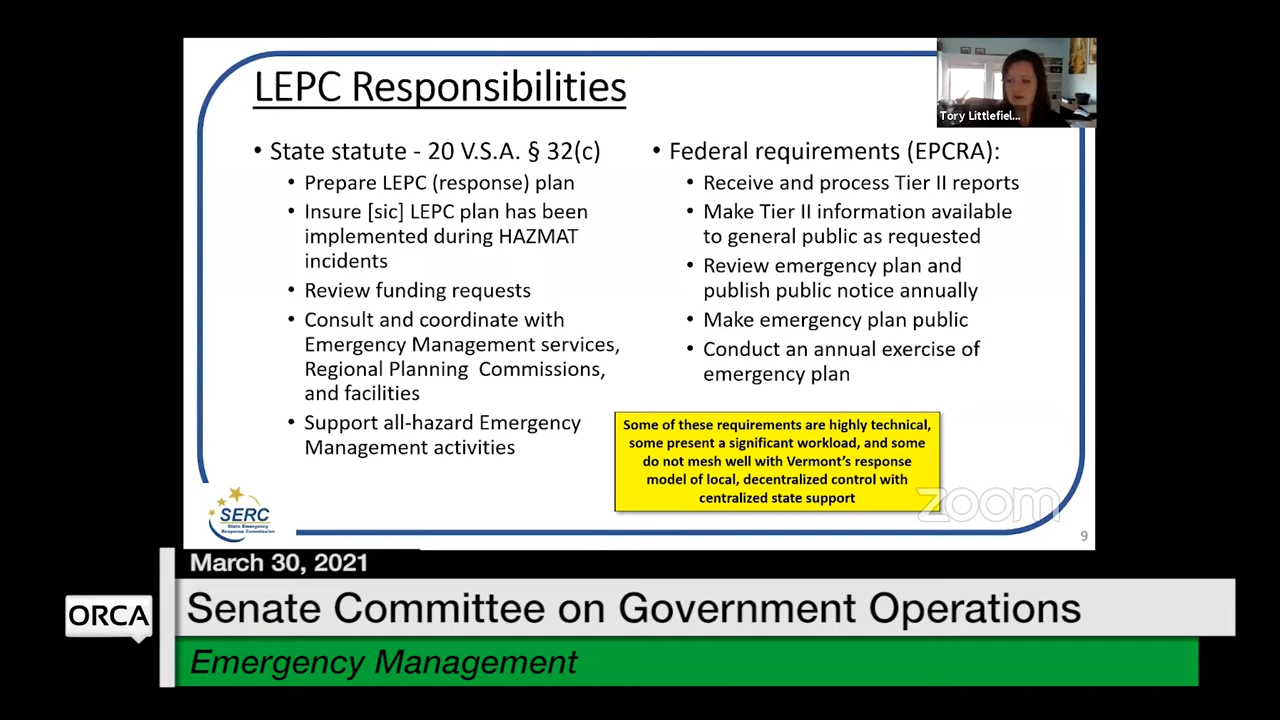 LEPC Responsibilities
Tory Littlefiel...
• State statute - 20 V.S.A. § 32(c)
• Prepare LEPC (response) plan
• Insure [sic] LEPC plan has been
implemented during HAZMAT
incidents
• Review funding requests
• Consult and coordinate with
Emergency Management services,
Regional Planning Commissions,
and facilities
• Support all-hazard Emergency
Management activities
• Federal requirements (EPCRA):
• Receive and process Tier II reports
• Make Tier II information available
to general public as requested
• Review emergency plan and
publish public notice annually
• Make emergency plan public
• Conduct an annual exercise of
emergency plan
Some of these requirements are highly technical,
some present a significant workload, and some
do not mesh well with Vermont's response
model of local, decentralized control with
centralized state support
zoom
SERC
State Emergency
Response Commission
9
March 30, 2021
ORCA
Senate Committee on Government Operations
Emergency Management